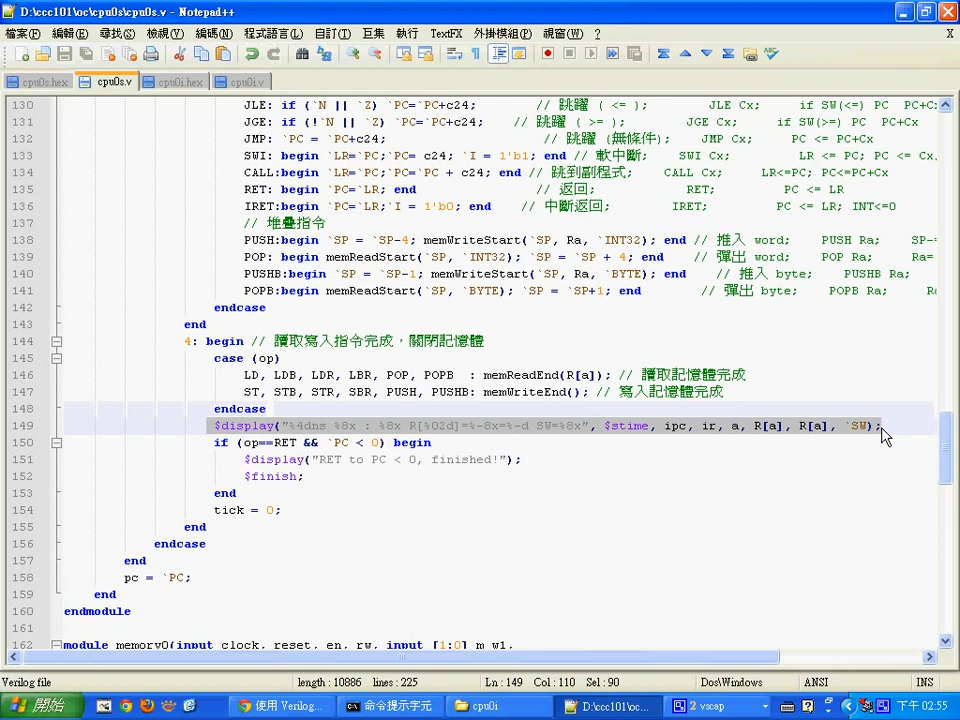 D:\ccc101\oc\cpu0s\cpu0s.v - Notepad++
檔案(F) 編輯(E) 尋找(S) 檢視(V) 編碼(N) 程式語言(L) 自訂(T) 巨集 執行 TextFX 外掛模組(P) 視窗(W) ? X
cpu0s.hex cpu0s.v cpu0i.hex cpu0i.v
130 JLE: if (`N || `Z) `PC=`PC+c24; // 跳躍 ( <= ); JLE Cx; if SW(<=) PC PC+C
131 JGE: if (!`N || `Z) `PC=`PC+c24; // 跳躍 ( >= ); JGE Cx; if SW(>=) PC PC+Cx
132 JMP: `PC = `PC+c24; // 跳躍 (無條件); JMP Cx; PC <= PC+Cx
133 SWI: begin `LR=`PC;`PC= c24; `I = 1'b1; end // 軟中斷; SWI Cx; LR <= PC; PC <= Cx
134 CALL:begin `LR=`PC;`PC=`PC + c24; end // 跳到副程式; CALL Cx; LR<=PC; PC<=PC+Cx
135 RET: begin `PC=`LR; end // 返回; RET; PC <= LR
136 IRET:begin `PC=`LR;`I = 1'b0; end // 中斷返回; IRET; PC <= LR; INT<=0
137 // 堆疊指令
138 PUSH:begin `SP = `SP-4; memWriteStart(`SP, Ra, `INT32); end // 推入 word; PUSH Ra; SP-=
139 POP: begin memReadStart(`SP, `INT32); `SP = `SP + 4; end // 彈出 word; POP Ra; Ra=
140 PUSHB:begin `SP = `SP-1; memWriteStart(`SP, Ra, `BYTE); end // 推入 byte; PUSHB Ra;
141 POPB:begin memReadStart(`SP, `BYTE); `SP = `SP+1; end // 彈出 byte; POPB Ra; Ra
142 endcase
143 end
144 4: begin // 讀取寫入指令完成，關閉記憶體
145 case (op)
146 LD, LDB, LDR, LBR, POP, POPB : memReadEnd(R[a]); // 讀取記憶體完成
147 ST, STB, STR, SBR, PUSH, PUSHB: memWriteEnd(); // 寫入記憶體完成
148 endcase
149 $display("%4dns %8x : %8x R[%02d]=%-8x=%-d SW=%8x", $stime, ipc, ir, a, R[a], R[a], `SW);
150 if (op==RET && `PC < 0) begin
151 $display("RET to PC < 0, finished!");
152 $finish;
153 end
154 tick = 0;
155 end
156 endcase
157 end
158 pc = `PC;
159 end
160 endmodule
161
162 module memory0(input clock, reset, en, rw, input [1:0] m_w1,
Verilog file length : 10886 lines : 225 Ln : 149 Col : 110 Sel : 90 Dos\Windows ANSI INS
開始 使用 Verilog... 命令提示字元 cpu0i D:\ccc101\oc... 2 vscap 下午 02:55